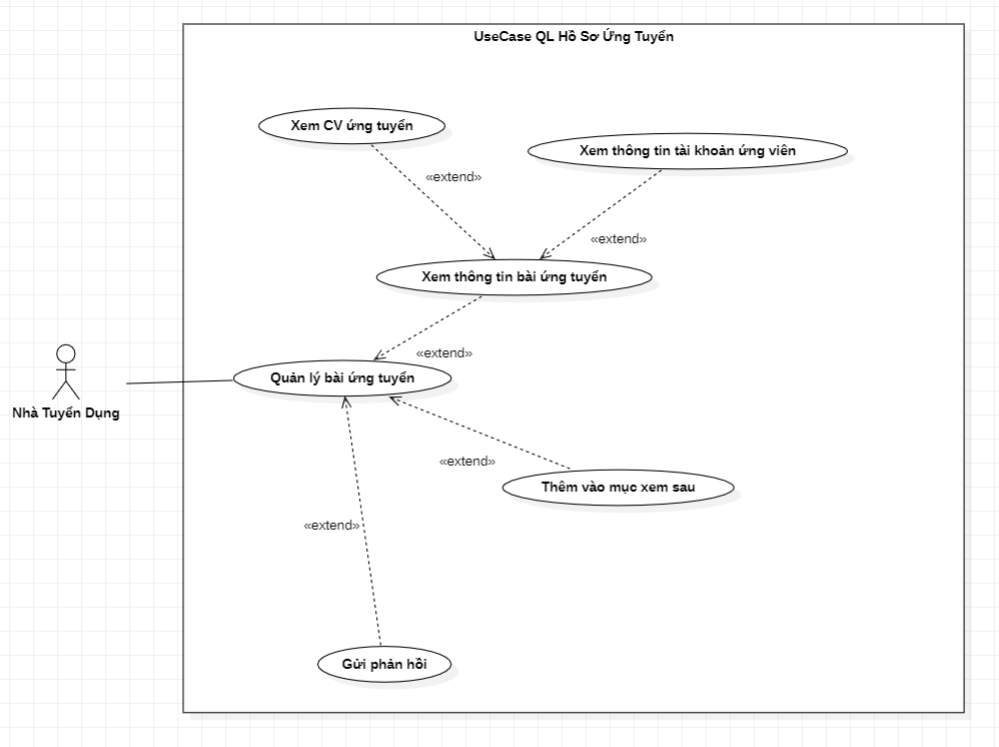 UseCase QL Hồ Sơ Ứng Tuyển
Xem CV ứng tuyển
Xem thông tin tài khoản ứng viên
«extend»
«extend»
Xem thông tin bài ứng tuyển
«extend»
Quản lý bài ứng tuyển
Nhà Tuyển Dụng
«extend»
Thêm vào mục xem sau
«extend»
Gửi phản hồi